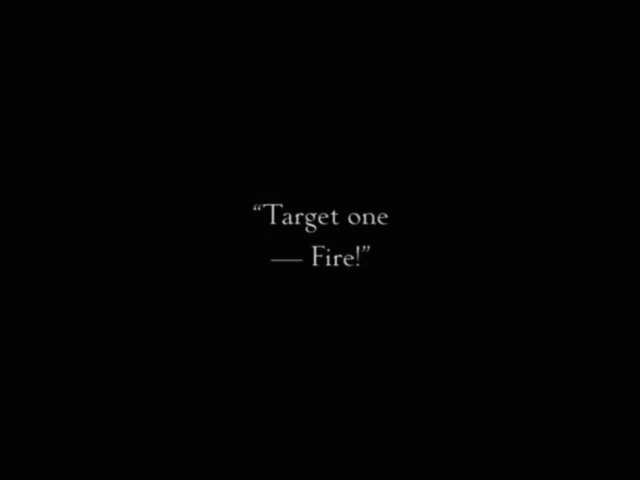 “Target one
— Fire!”